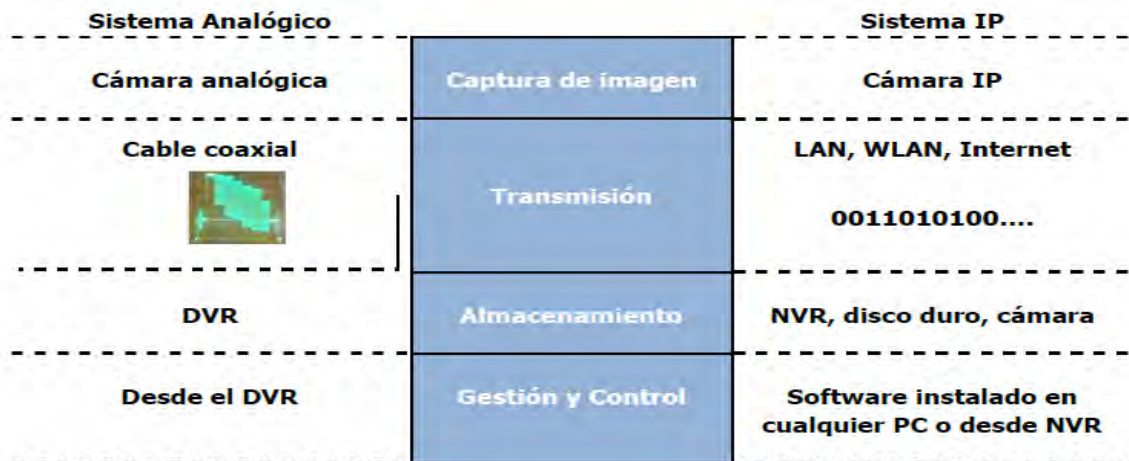 Sistema Analógico Sistema IP
Cámara analógica Captura de imagen Cámara IP
Cable coaxial LAN, WLAN, Internet
Transmisión
0011010100....
DVR Almacenamiento NVR, disco duro, cámara
Desde el DVR Gestión y Control Software instalado en
cualquier PC o desde NVR